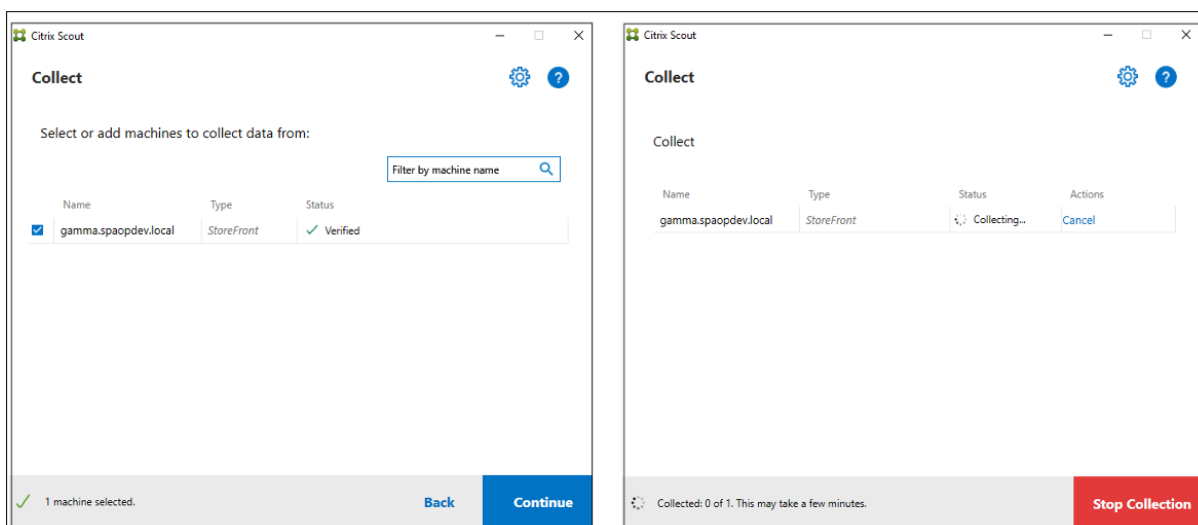 Citrix Scout
Collect
?
Select or add machines to collect data from:
Filter by machine name
Name Type Status
gamma.spaopdev.local StoreFront Verified
1 machine selected. Back Continue
Citrix Scout
Collect
?
Collect
Name Type Status Actions
gamma.spaopdev.local StoreFront Collecting... Cancel
Collected: 0 of 1. This may take a few minutes. Stop Collection